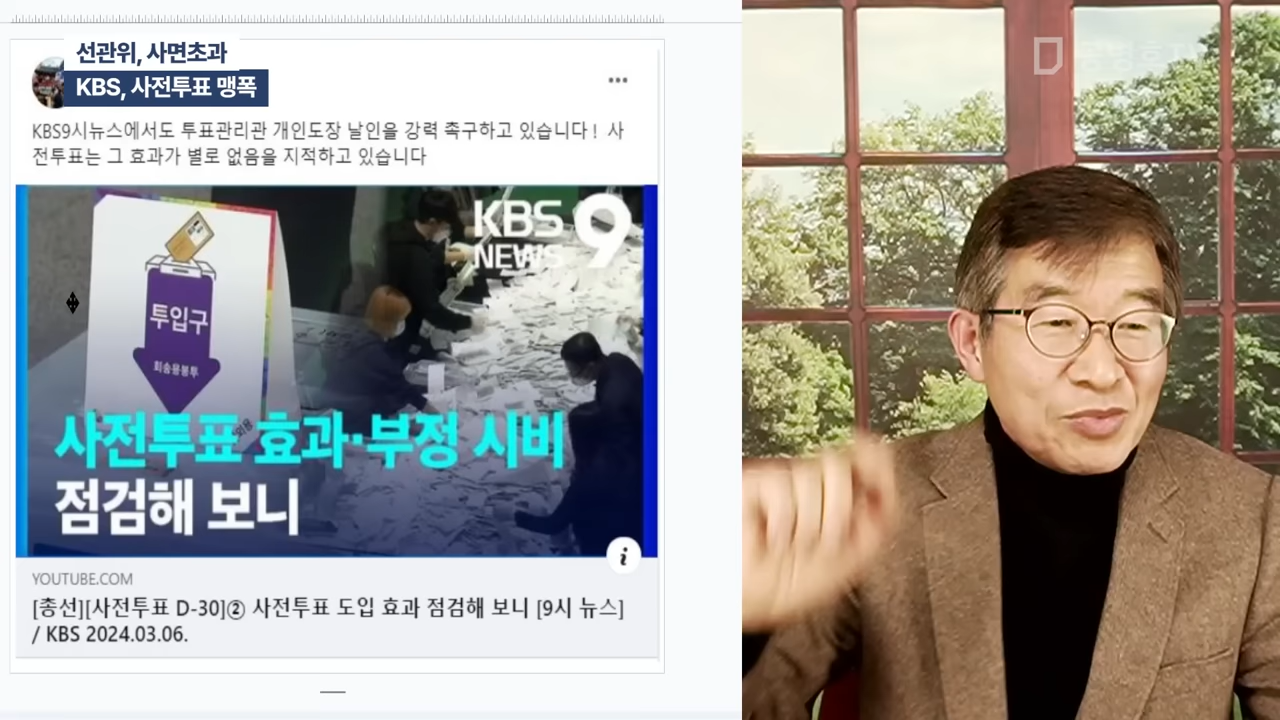 선관위, 사면초과
KBS, 사전투표 맹폭
KBS9시뉴스에서도 투표관리관 개인도장 날인을 강력 촉구하고 있습니다! 사
전투표는 그 효과가 별로 없음을 지적하고 있습니다
KBS
NEWS 9
투입구
회송용봉투
사전투표 효과·부정 시비
점검해 보니
YOUTUBE.COM
[총선][사전투표 D-30]② 사전투표 도입 효과 점검해 보니 [9시 뉴스]
/ KBS 2024.03.06.